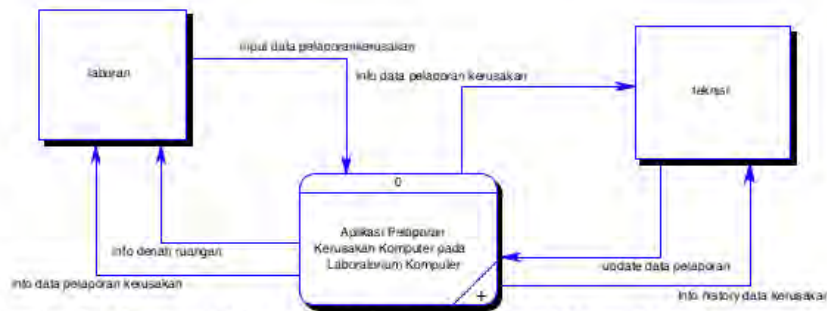 input data pelaporankerusakan
laboran
info data pelaporan kerusakan
teknisi
0
Aplikasi Pelaporan
Kerusakan Komputer pada
Laboratorium Komputer
info denah ruangan
update data pelaporan
info data pelaporan kerusakan
info history data kerusakan
+